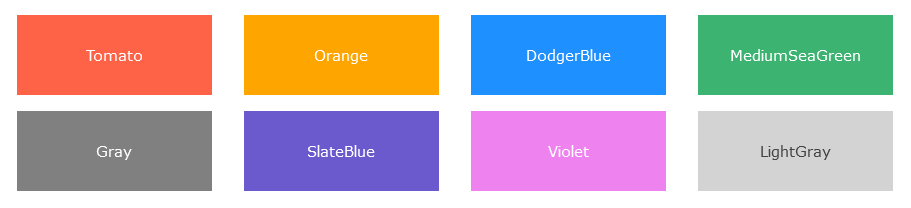 Tomato
Orange
DodgerBlue
MediumSeaGreen
Gray
SlateBlue
Violet
LightGray